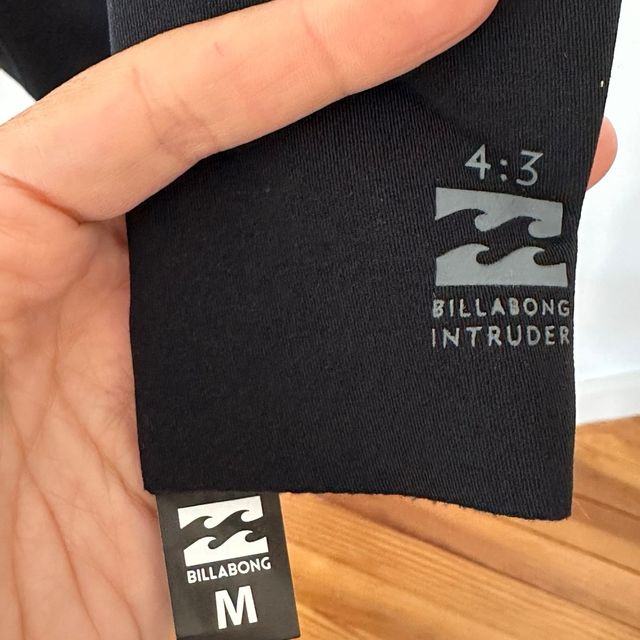 4:3
BILLABONG
INTRUDER
BILLABONG
M